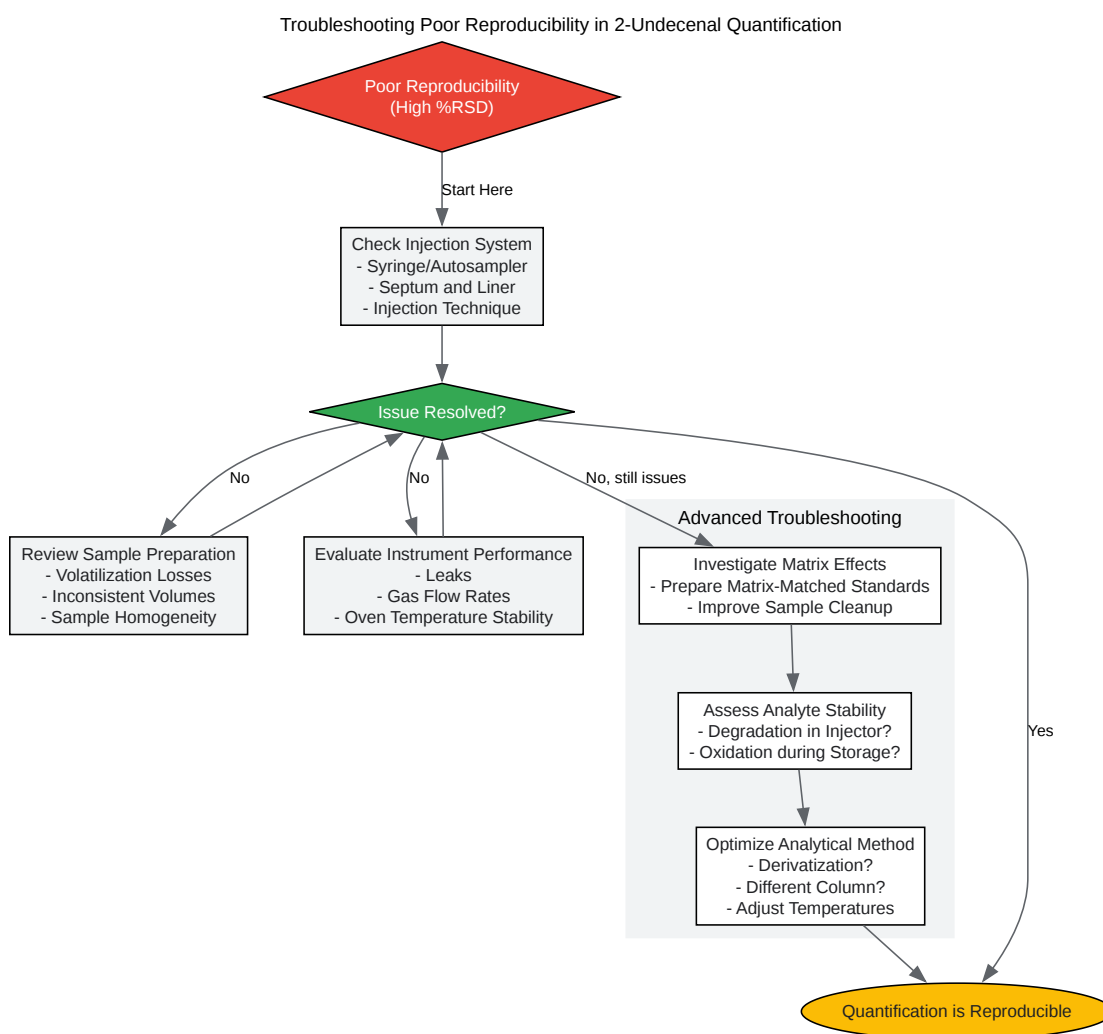 Troubleshooting Poor Reproducibility in 2-Undecenal Quantification
Poor Reproducibility
(High %RSD)
Start Here
Check Injection System
- Syringe/Autosampler
- Septum and Liner
- Injection Technique
Issue Resolved?
No
No
No, still issues
Review Sample Preparation
- Volatilization Losses
- Inconsistent Volumes
- Sample Homogeneity
Evaluate Instrument Performance
- Leaks
- Gas Flow Rates
- Oven Temperature Stability
Advanced Troubleshooting
Investigate Matrix Effects
- Prepare Matrix-Matched Standards
- Improve Sample Cleanup
Assess Analyte Stability
- Degradation in Injector?
- Oxidation during Storage?
Yes
Optimize Analytical Method
- Derivatization?
- Different Column?
- Adjust Temperatures
Quantification is Reproducible